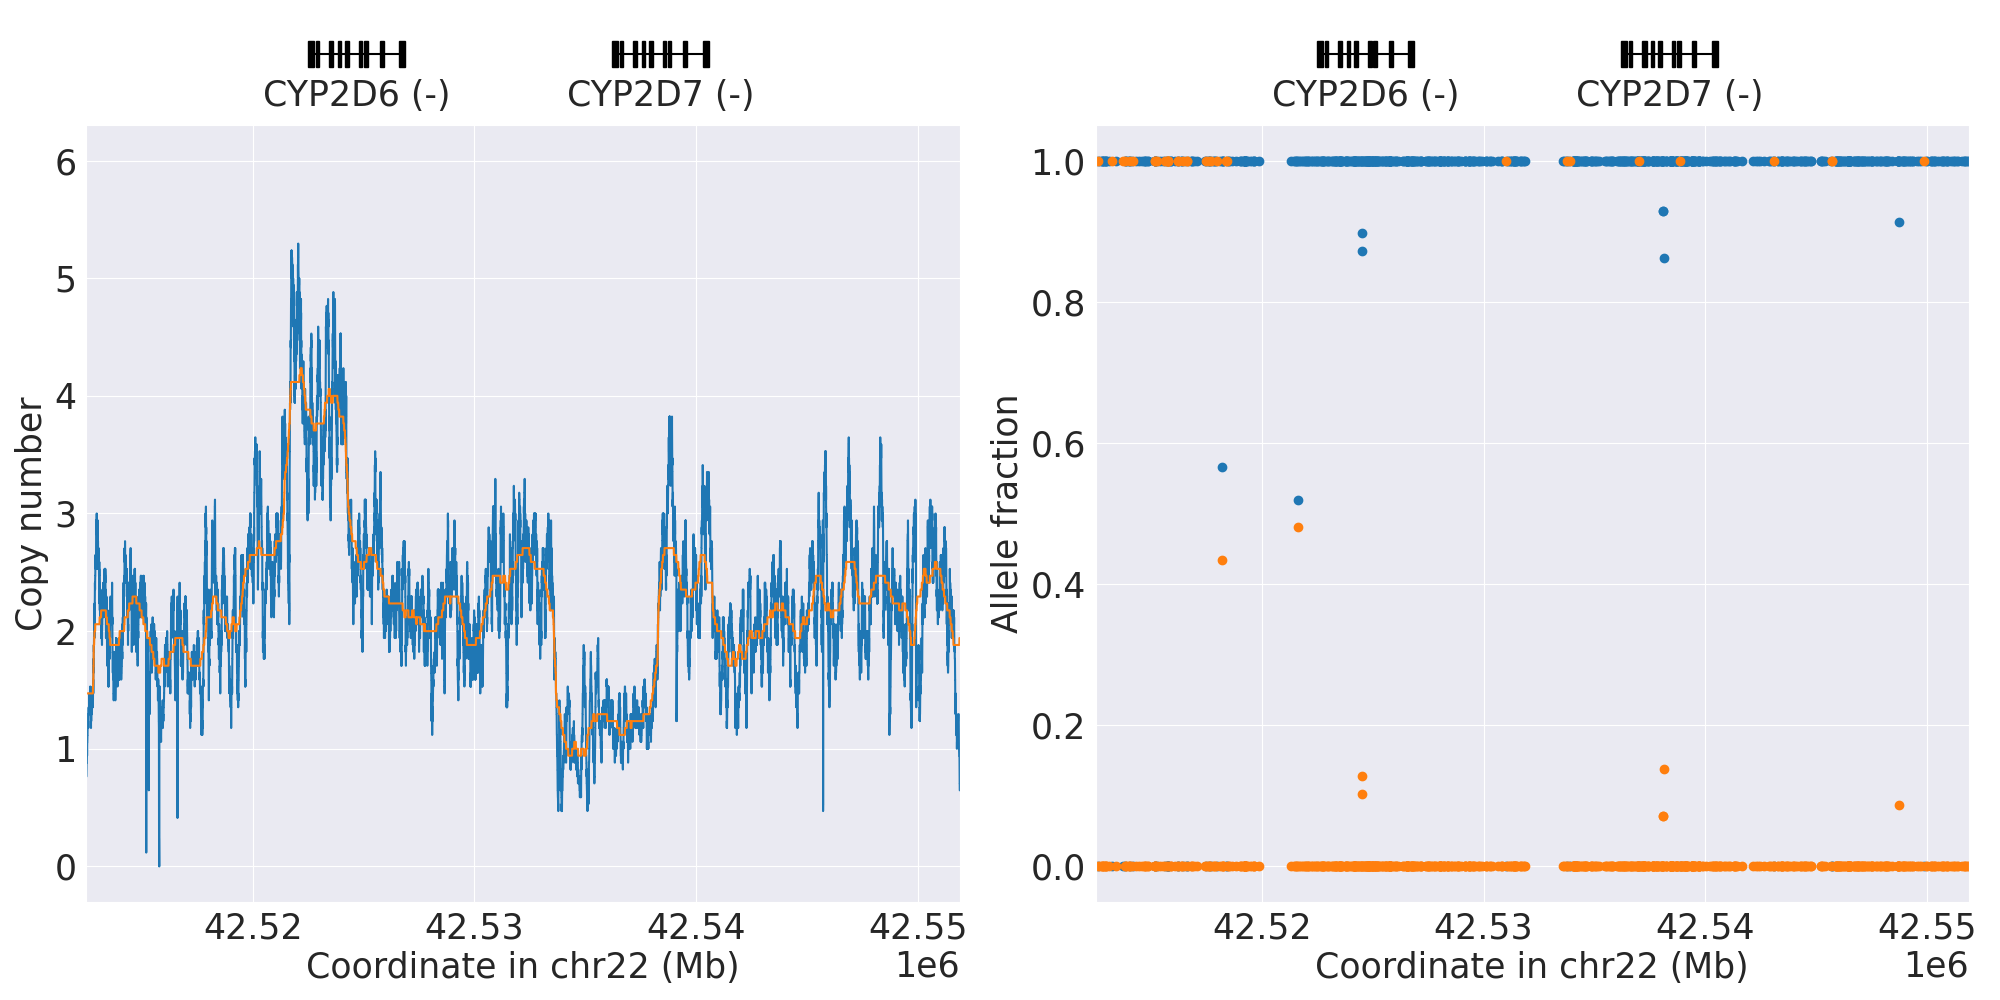 CYP2D6 (-) CYP2D7 (-)
6
5
4
3
2
1
0
Copy number
42.52 42.53 42.54 42.55
Coordinate in chr22 (Mb) 1e6
CYP2D6 (-) CYP2D7 (-)
1.0
0.8
0.6
0.4
0.2
0.0
Allele fraction
42.52 42.53 42.54 42.55
Coordinate in chr22 (Mb) 1e6